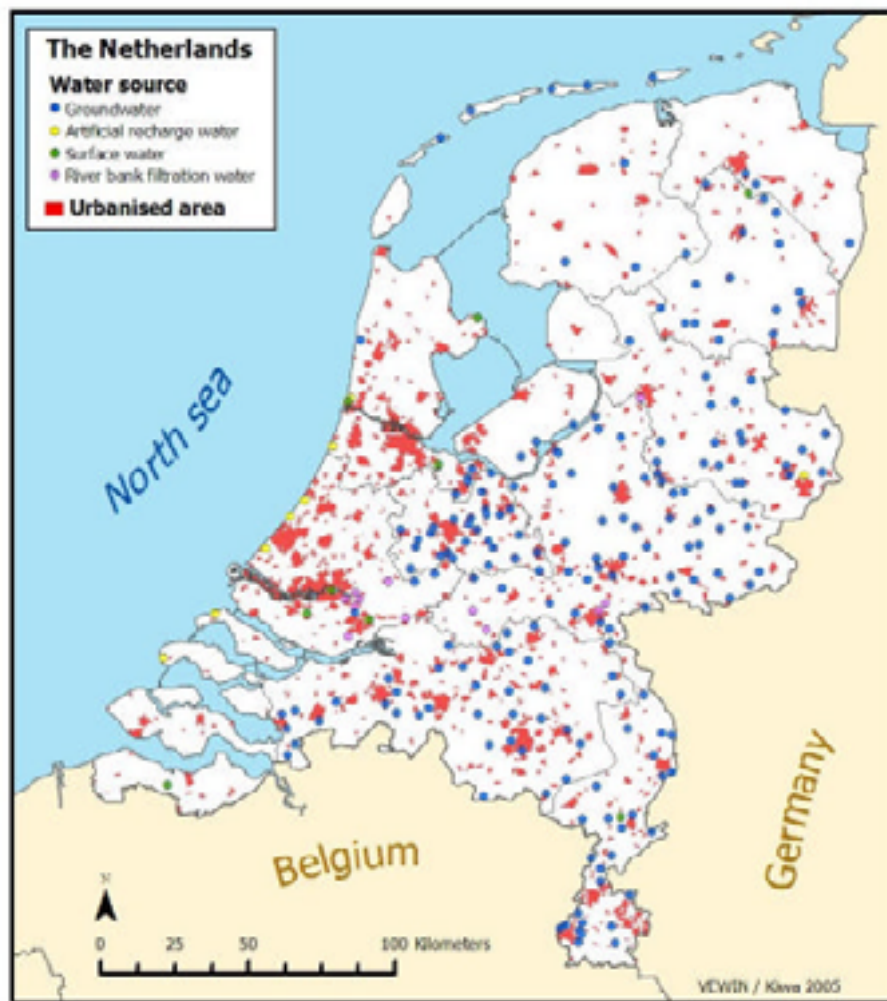 The Netherlands
Water source
Groundwater
Artificial recharge water
Surface water
River bank filtration water
Urbanised area
North sea
Germany
Belgium
N
0 25 50 100 Kilometers
VEWIN / Kiwa 2005